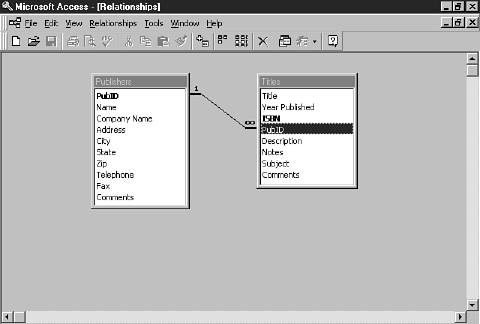 Microsoft Access - [Relationships]
File Edit View Relationships Tools Window Help
Publishers
PubID
Name
Company Name
Address
City
State
Zip
Telephone
Fax
Comments
1
∞
Titles
Title
Year Published
ISBN
PubID
Description
Notes
Subject
Comments